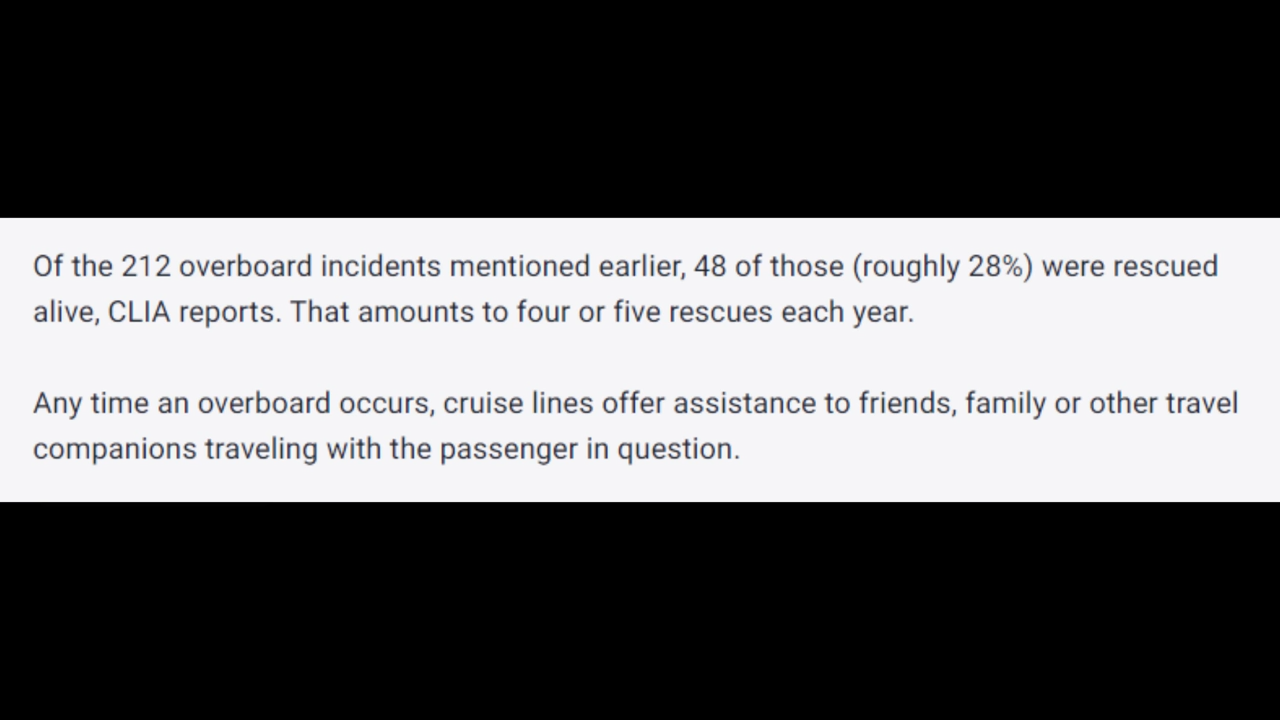 Of the 212 overboard incidents mentioned earlier, 48 of those (roughly 28%) were rescued
alive, CLIA reports. That amounts to four or five rescues each year.
Any time an overboard occurs, cruise lines offer assistance to friends, family or other travel
companions traveling with the passenger in question.